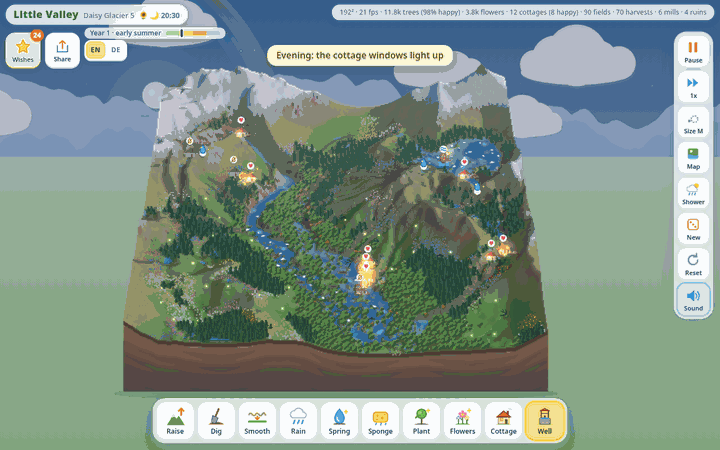 Little Valley Daisy Glacier 5 20:30
192² · 21 fps · 11.8k trees (98% happy) · 3.8k flowers · 12 cottages (8 happy) · 90 fields · 70 harvests · 6 mills · 4 ruins
24
Wishes
Share
Year 1 · early summer
EN DE
Evening: the cottage windows light up
Pause
1x
Size M
Map
Shower
New
Reset
Sound
Raise Dig Smooth Rain Spring Sponge Plant Flowers Cottage Well